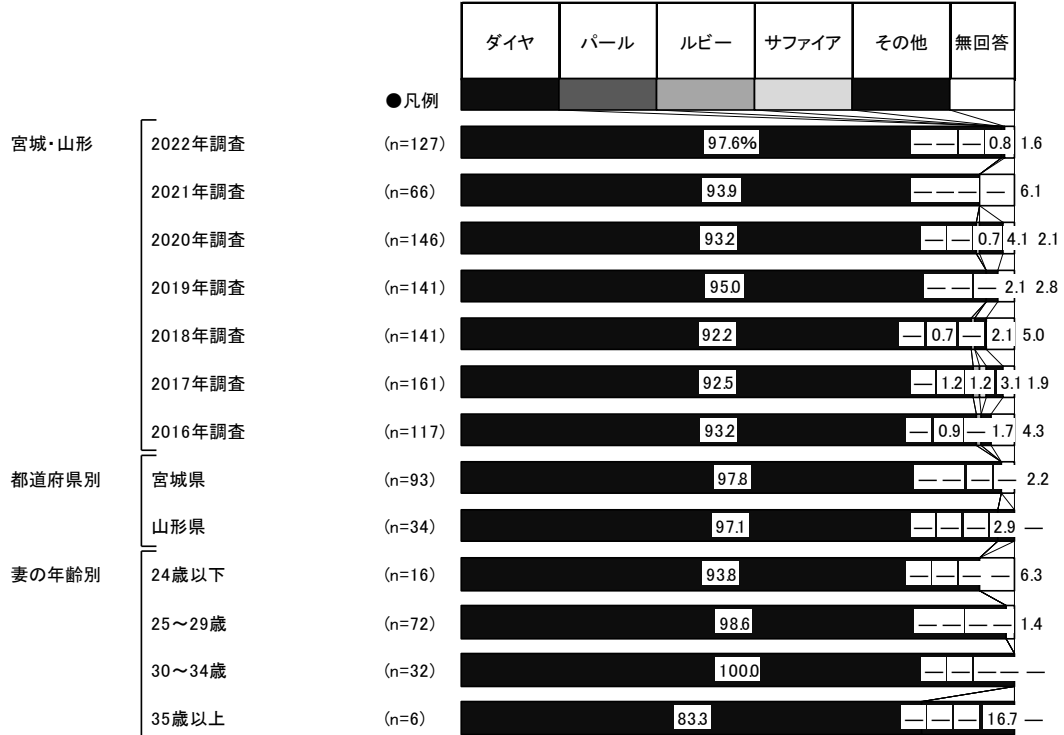 ダイヤ パール ルビー サファイア その他 無回答
●凡例
宮城・山形 2022年調査 (n=127) 97.6% — — — 0.8 1.6
2021年調査 (n=66) 93.9 — — — — 6.1
2020年調査 (n=146) 93.2 — — 0.7 4.1 2.1
2019年調査 (n=141) 95.0 — — — 2.1 2.8
2018年調査 (n=141) 92.2 — 0.7 — 2.1 5.0
2017年調査 (n=161) 92.5 — 1.2 1.2 3.1 1.9
2016年調査 (n=117) 93.2 — 0.9 — 1.7 4.3
都道府県別 宮城県 (n=93) 97.8 — — — — 2.2
山形県 (n=34) 97.1 — — — 2.9 —
妻の年齢別 24歳以下 (n=16) 93.8 — — — — 6.3
25～29歳 (n=72) 98.6 — — — — 1.4
30～34歳 (n=32) 100.0 — — — — —
35歳以上 (n=6) 83.3 — — — 16.7 —